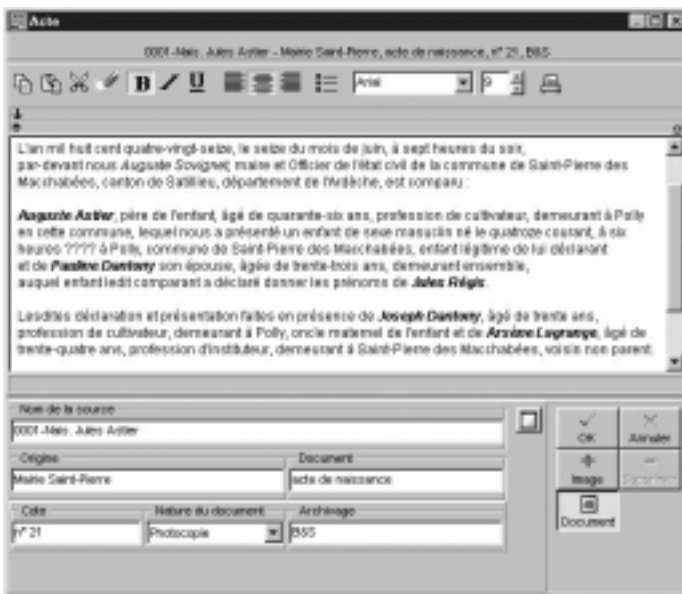 Acte
0001-Nais. Jules Astier - Mairie Saint-Pierre, acte de naissance, n° 21, B&S
B I U Arial 9
L'an mil huit cent quatre-vingt-seize, le seize du mois de juin, à sept heures du soir,
par-devant nous Auguste Sovignet, maire et Officier de l'état civil de la commune de Saint-Pierre des
Macchabées, canton de Satillieu, département de l'Ardèche, est comparu :
Auguste Astier, père de l'enfant, âgé de quarante-six ans, profession de cultivateur, demeurant à Polly
en cette commune, lequel nous a présenté un enfant de sexe masculin né le quatorze courant, à six
heures ???? à Polly, commune de Saint-Pierre des Macchabées, enfant légitime de lui déclarant
et de Pauline Dantony son épouse, âgée de trente-trois ans, demeurant ensemble,
auquel enfant ledit comparant a déclaré donner les prénoms de Jules Régis.
Lesdites déclaration et présentation faites en présence de Joseph Dantony, âgé de trente ans,
profession de cultivateur, demeurant à Polly, oncle maternel de l'enfant et de Arsène Lagrange, âgé de
trente-quatre ans, profession d'instituteur, demeurant à Saint-Pierre des Macchabées, voisin non parent.
Nom de la source
0001-Nais. Jules Astier
OK Annuler
Origine Document
Mairie Saint-Pierre acte de naissance
Image Supprimer
Cote Nature du document Archivage
n° 21 Photocopie B&S
Document